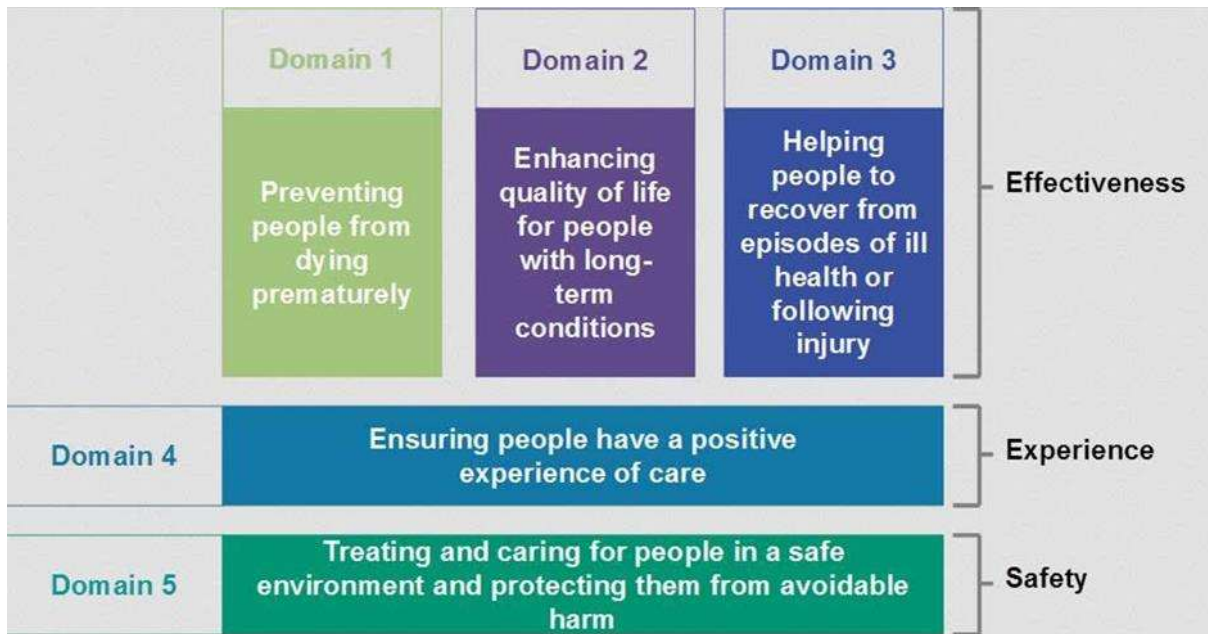 Domain 1
Preventing
people from
dying
prematurely
Domain 2
Enhancing
quality of life
for people
with long-
term
conditions
Domain 3
Helping
people to
recover from
episodes of ill
health or
following
injury
Effectiveness
Domain 4
Ensuring people have a positive
experience of care
Experience
Domain 5
Treating and caring for people in a safe
environment and protecting them from avoidable
harm
Safety